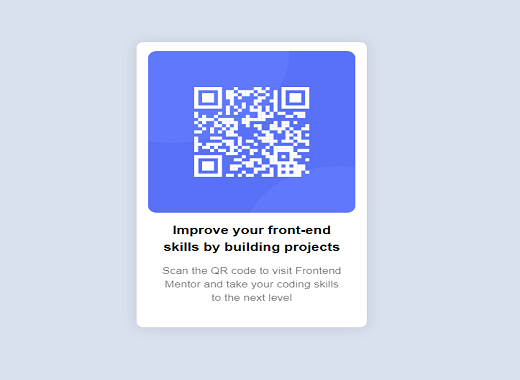 Improve your front-end
skills by building projects
Scan the QR code to visit Frontend
Mentor and take your coding skills
to the next level